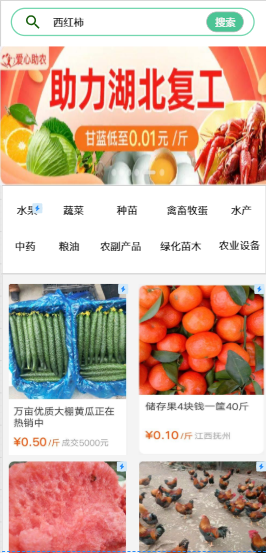 西红柿 搜索
爱心助农
助力湖北复工
甘蓝低至0.01元/斤
水果 蔬菜 种苗 禽畜牧蛋 水产
中药 粮油 农副产品 绿化苗木 农业设备
万亩优质大棚黄瓜正在
热销中
¥0.50/斤 成交5000元
储存果4块钱一筐40斤
¥0.10/斤 江西抚州